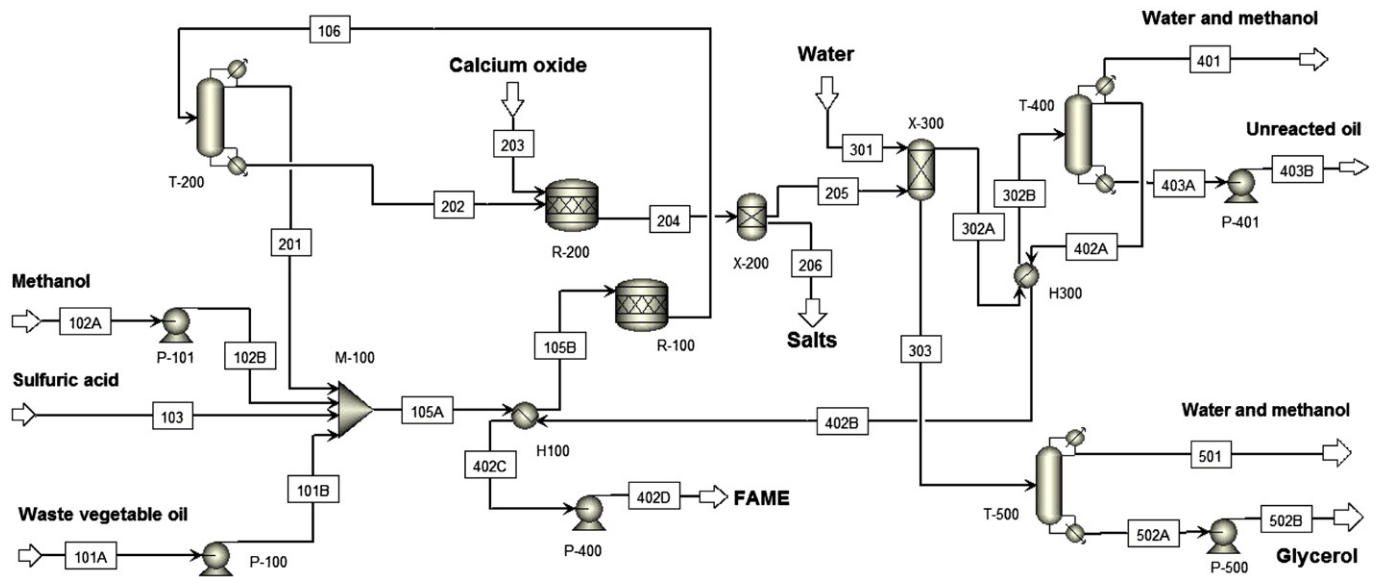 Water and methanol
106
401
Water
Calcium oxide
T-400
X-300
Unreacted oil
203
301
302B
403A
403B
T-200
205
202
P-401
204
302A
201
402A
R-200
X-200
206
H300
Methanol
102A
Salts
105B
R-100
303
P-101
102B
M-100
Sulfuric acid
103
105A
Water and methanol
402B
H100
402C
501
101B
402D
FAME
T-500
Waste vegetable oil
502B
502A
101A
P-100
P-400
Glycerol
P-500